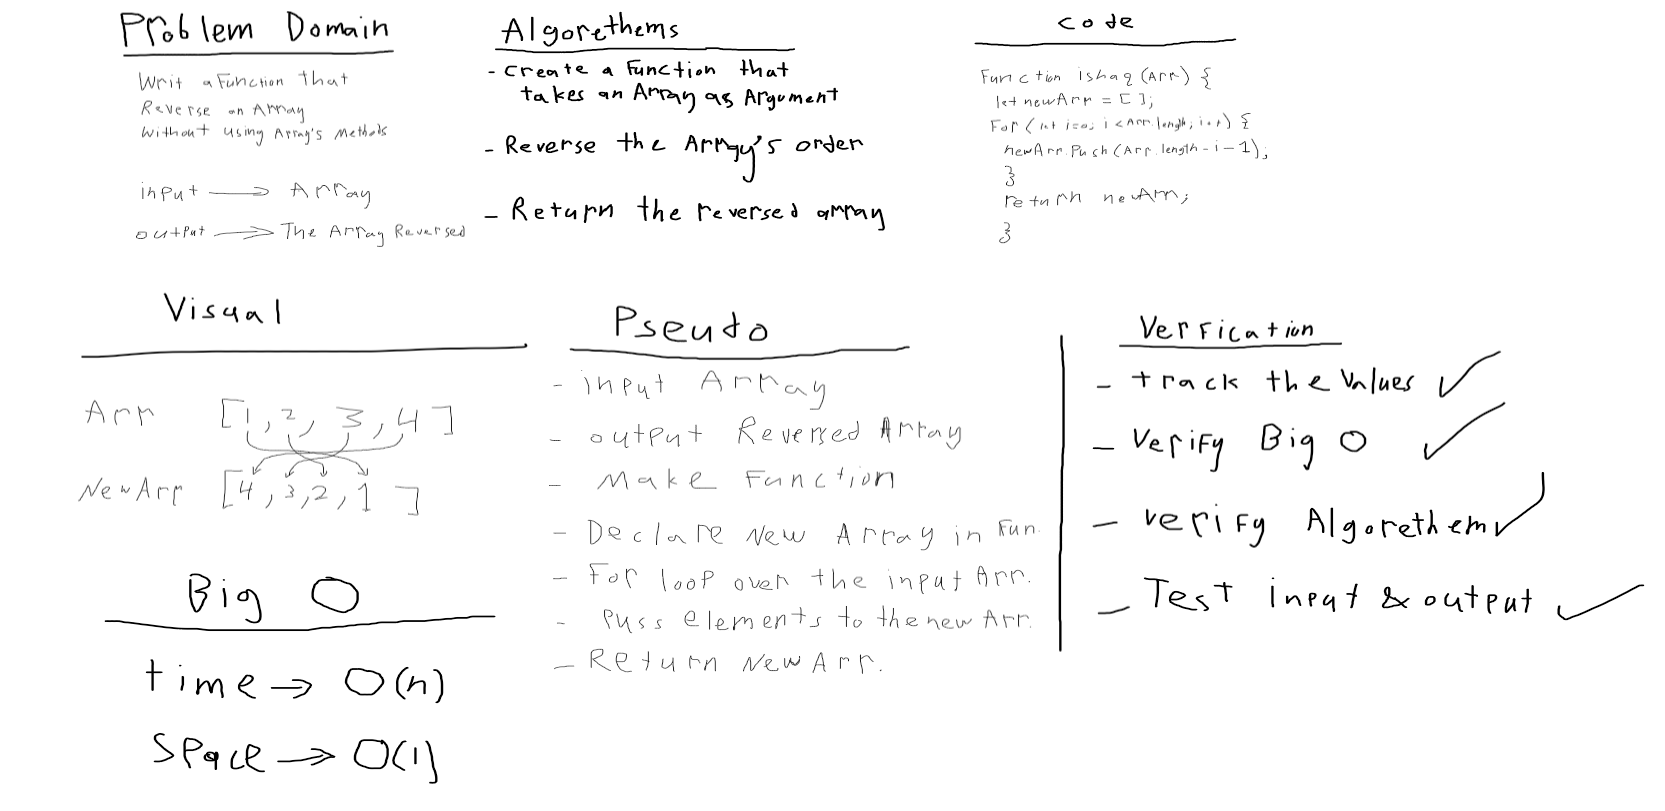 Problem Domain
Writ a Function that
Reverse an Array
without using Array's Methods
input → Array
output → The Array Reversed
Algorethems
- Create a Function that
takes an Array as Argument
- Reverse the Array's order
- Return the reversed array
code
Function ishaq (Arr) {
let newArr = [ ];
For (let i=0; i < Arr.length; i++) {
newArr.Push (Arr.length - i - 1);
}
return newArr;
}
Visual
Arr [1, 2, 3, 4 ]
NewArr [4, 3, 2, 1 ]
Big O
time → O(n)
Space → O(1)
Pseudo
- input Array
- output Reversed Array
- Make Function
- Declare New Array in Fun.
- For loop over the input Arr.
- Puss elements to the new Arr.
- Return New Arr.
Verfication
- track the values ✓
- Verify Big O ✓
- verify Algorethem ✓
- Test input & output ✓